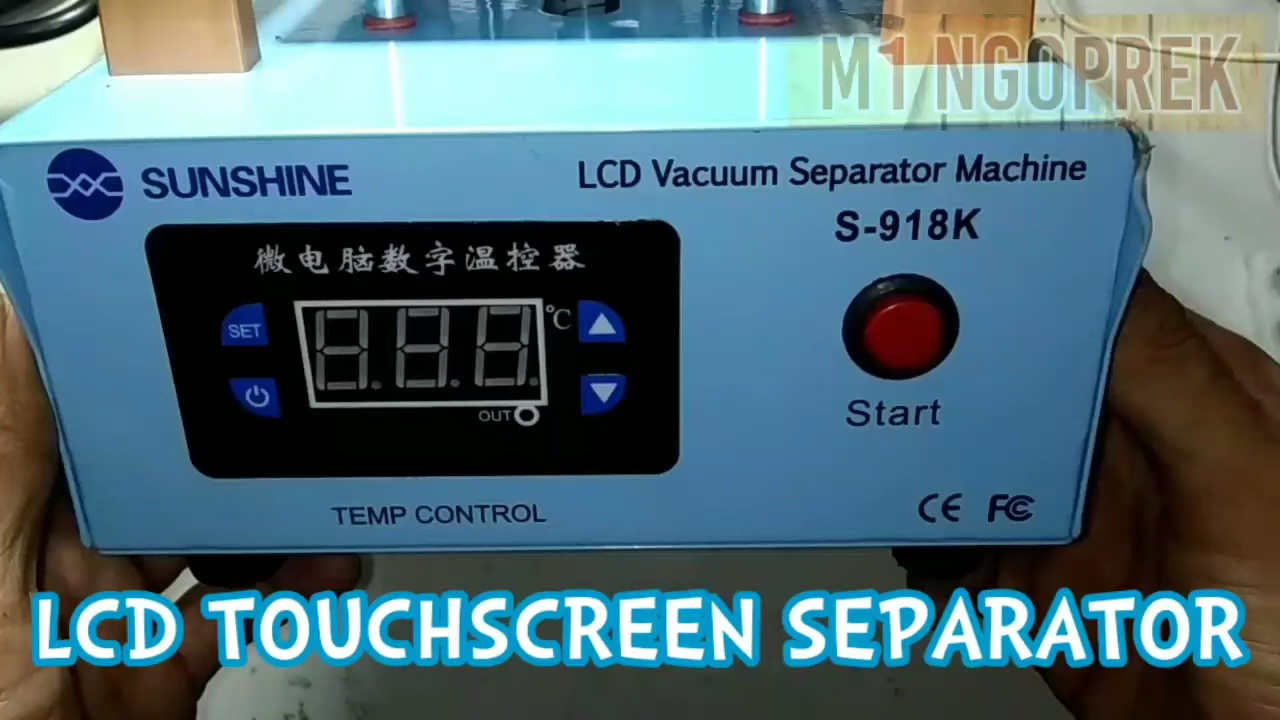 M1 NGOPREK
SUNSHINE
LCD Vacuum Separator Machine
S-918K
微电脑数字温控器
SET
°C
OUT
Start
TEMP CONTROL
CE FC
LCD TOUCHSCREEN SEPARATOR